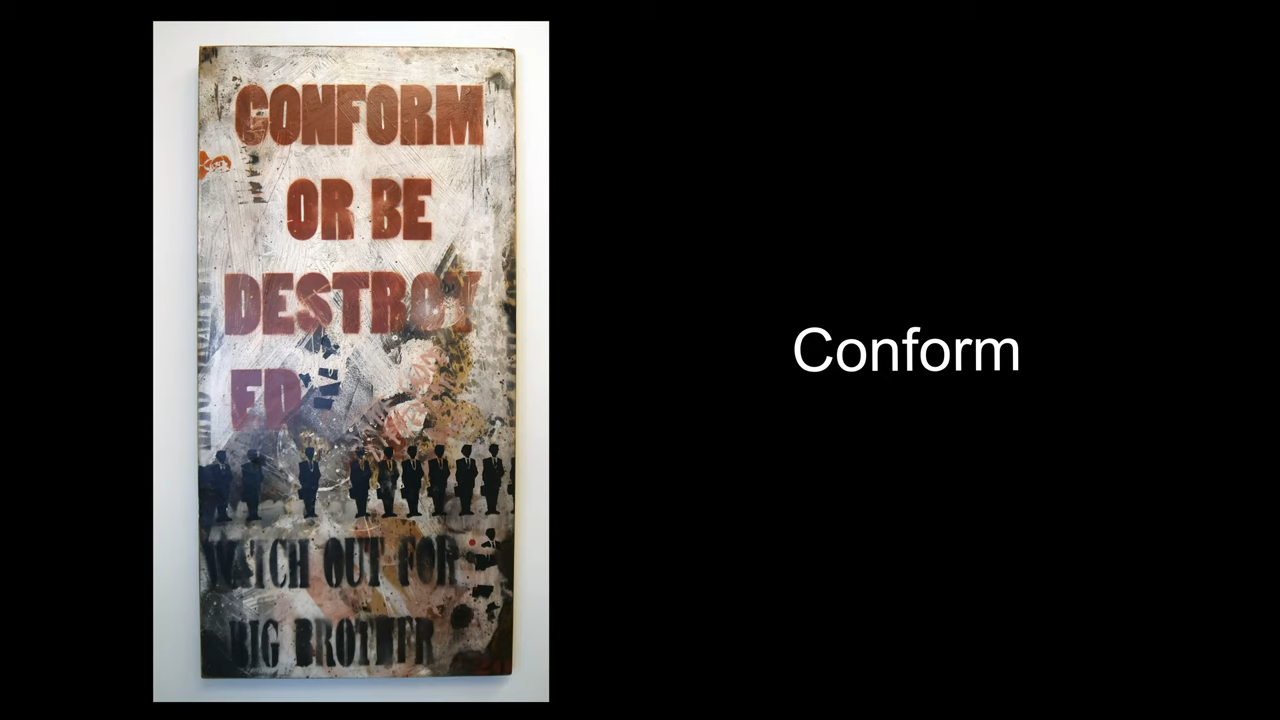 CONFORM
OR BE
DESTROY
ED
WATCH OUT FOR
BIG BROTHER
Conform